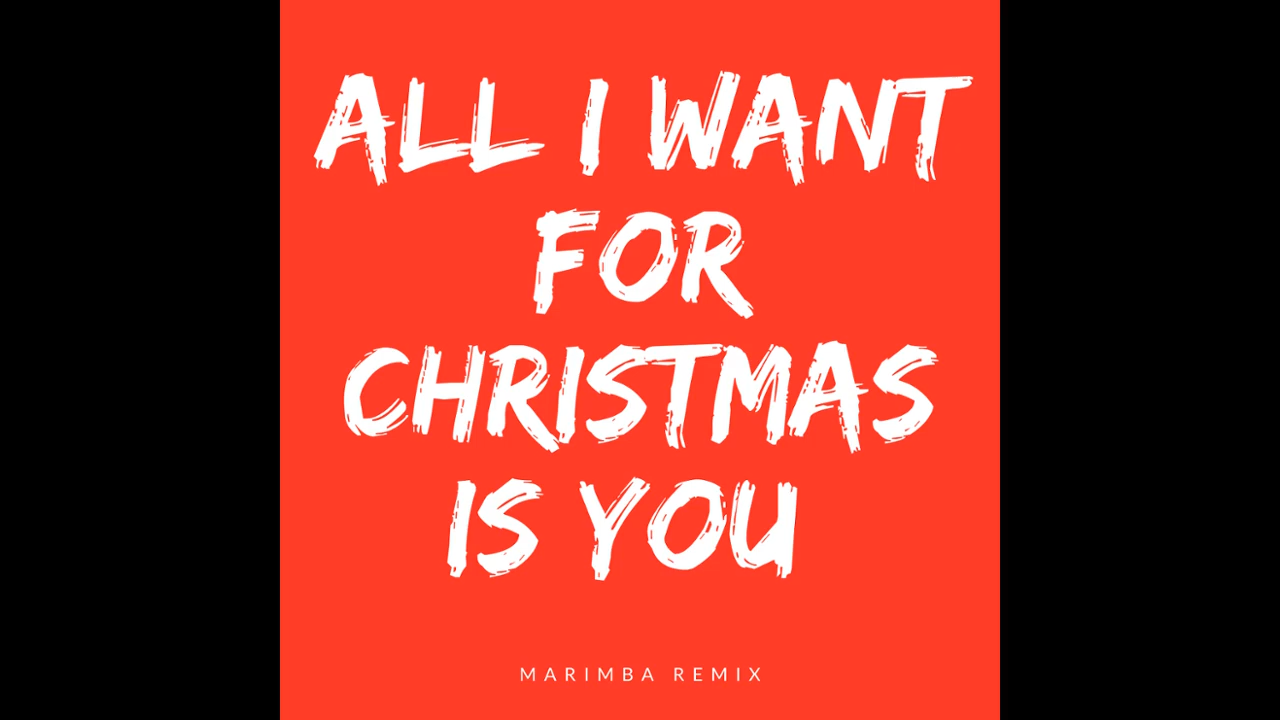 ALL I WANT
FOR
CHRISTMAS
IS YOU
MARIMBA REMIX